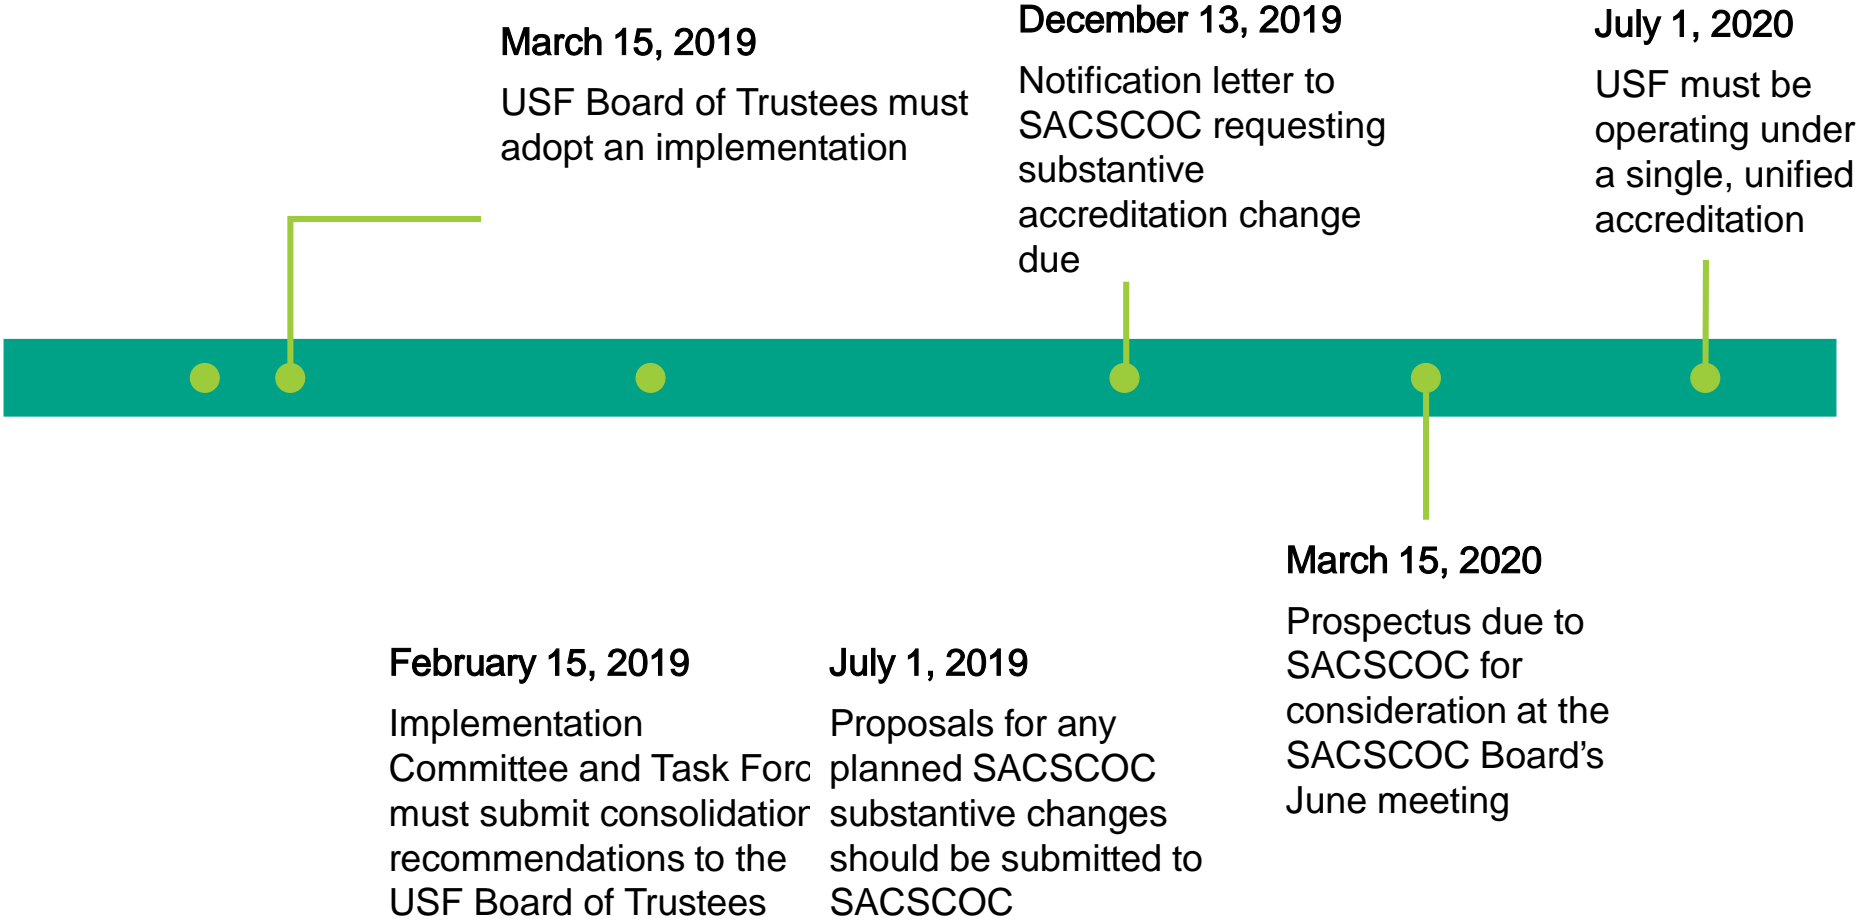 March 15, 2019
USF Board of Trustees must
adopt an implementation
December 13, 2019
Notification letter to
SACSCOC requesting
substantive
accreditation change
due
July 1, 2020
USF must be
operating under
a single, unified
accreditation
February 15, 2019
Implementation
Committee and Task Forc
must submit consolidation
recommendations to the
USF Board of Trustees
July 1, 2019
Proposals for any
planned SACSCOC
substantive changes
should be submitted to
SACSCOC
March 15, 2020
Prospectus due to
SACSCOC for
consideration at the
SACSCOC Board’s
June meeting